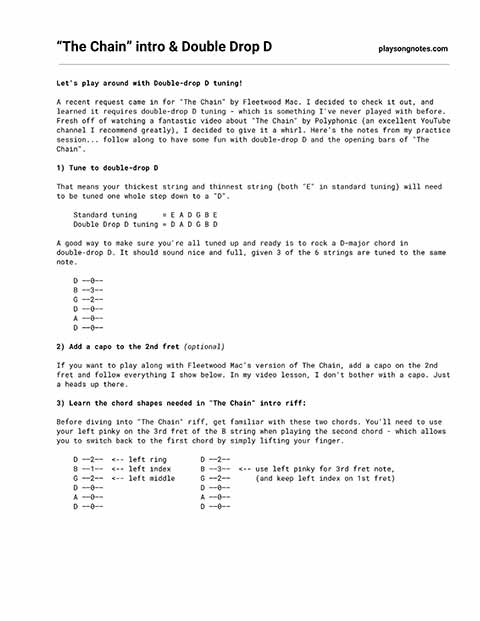 “The Chain” intro & Double Drop D playsongnotes.com
Let's play around with Double-drop D tuning!
A recent request came in for "The Chain" by Fleetwood Mac. I decided to check it out, and
learned it requires double-drop D tuning - which is something I've never played with before.
Fresh off of watching a fantastic video about "The Chain" by Polyphonic (an excellent YouTube
channel I recommend greatly), I decided to give it a whirl. Here's the notes from my practice
session... follow along to have some fun with double-drop D and the opening bars of "The
Chain".
1) Tune to double-drop D
That means your thickest string and thinnest string (both "E" in standard tuning) will need
to be tuned one whole step down to a "D".
Standard tuning = E A D G B E
Double Drop D tuning = D A D G B D
A good way to make sure you're all tuned up and ready is to rock a D-major chord in
double-drop D. It should sound nice and full, given 3 of the 6 strings are tuned to the same
note.
D --0--
B --3--
G --2--
D --0--
A --0--
D --0--
2) Add a capo to the 2nd fret (optional)
If you want to play along with Fleetwood Mac's version of The Chain, add a capo on the 2nd
fret and follow everything I show below. In my video lesson, I don't bother with a capo. Just
a heads up there.
3) Learn the chord shapes needed in "The Chain" intro riff:
Before diving into "The Chain" riff, get familiar with these two chords. You'll need to use
your left pinky on the 3rd fret of the B string when playing the second chord - which allows
you to switch back to the first chord by simply lifting your finger.
D --2-- <-- left ring D --2--
B --1-- <-- left index B --3-- <-- use left pinky for 3rd fret note,
G --2-- <-- left middle G --2-- (and keep left index on 1st fret)
D --0-- D --0--
A --0-- A --0--
D --0-- D --0--